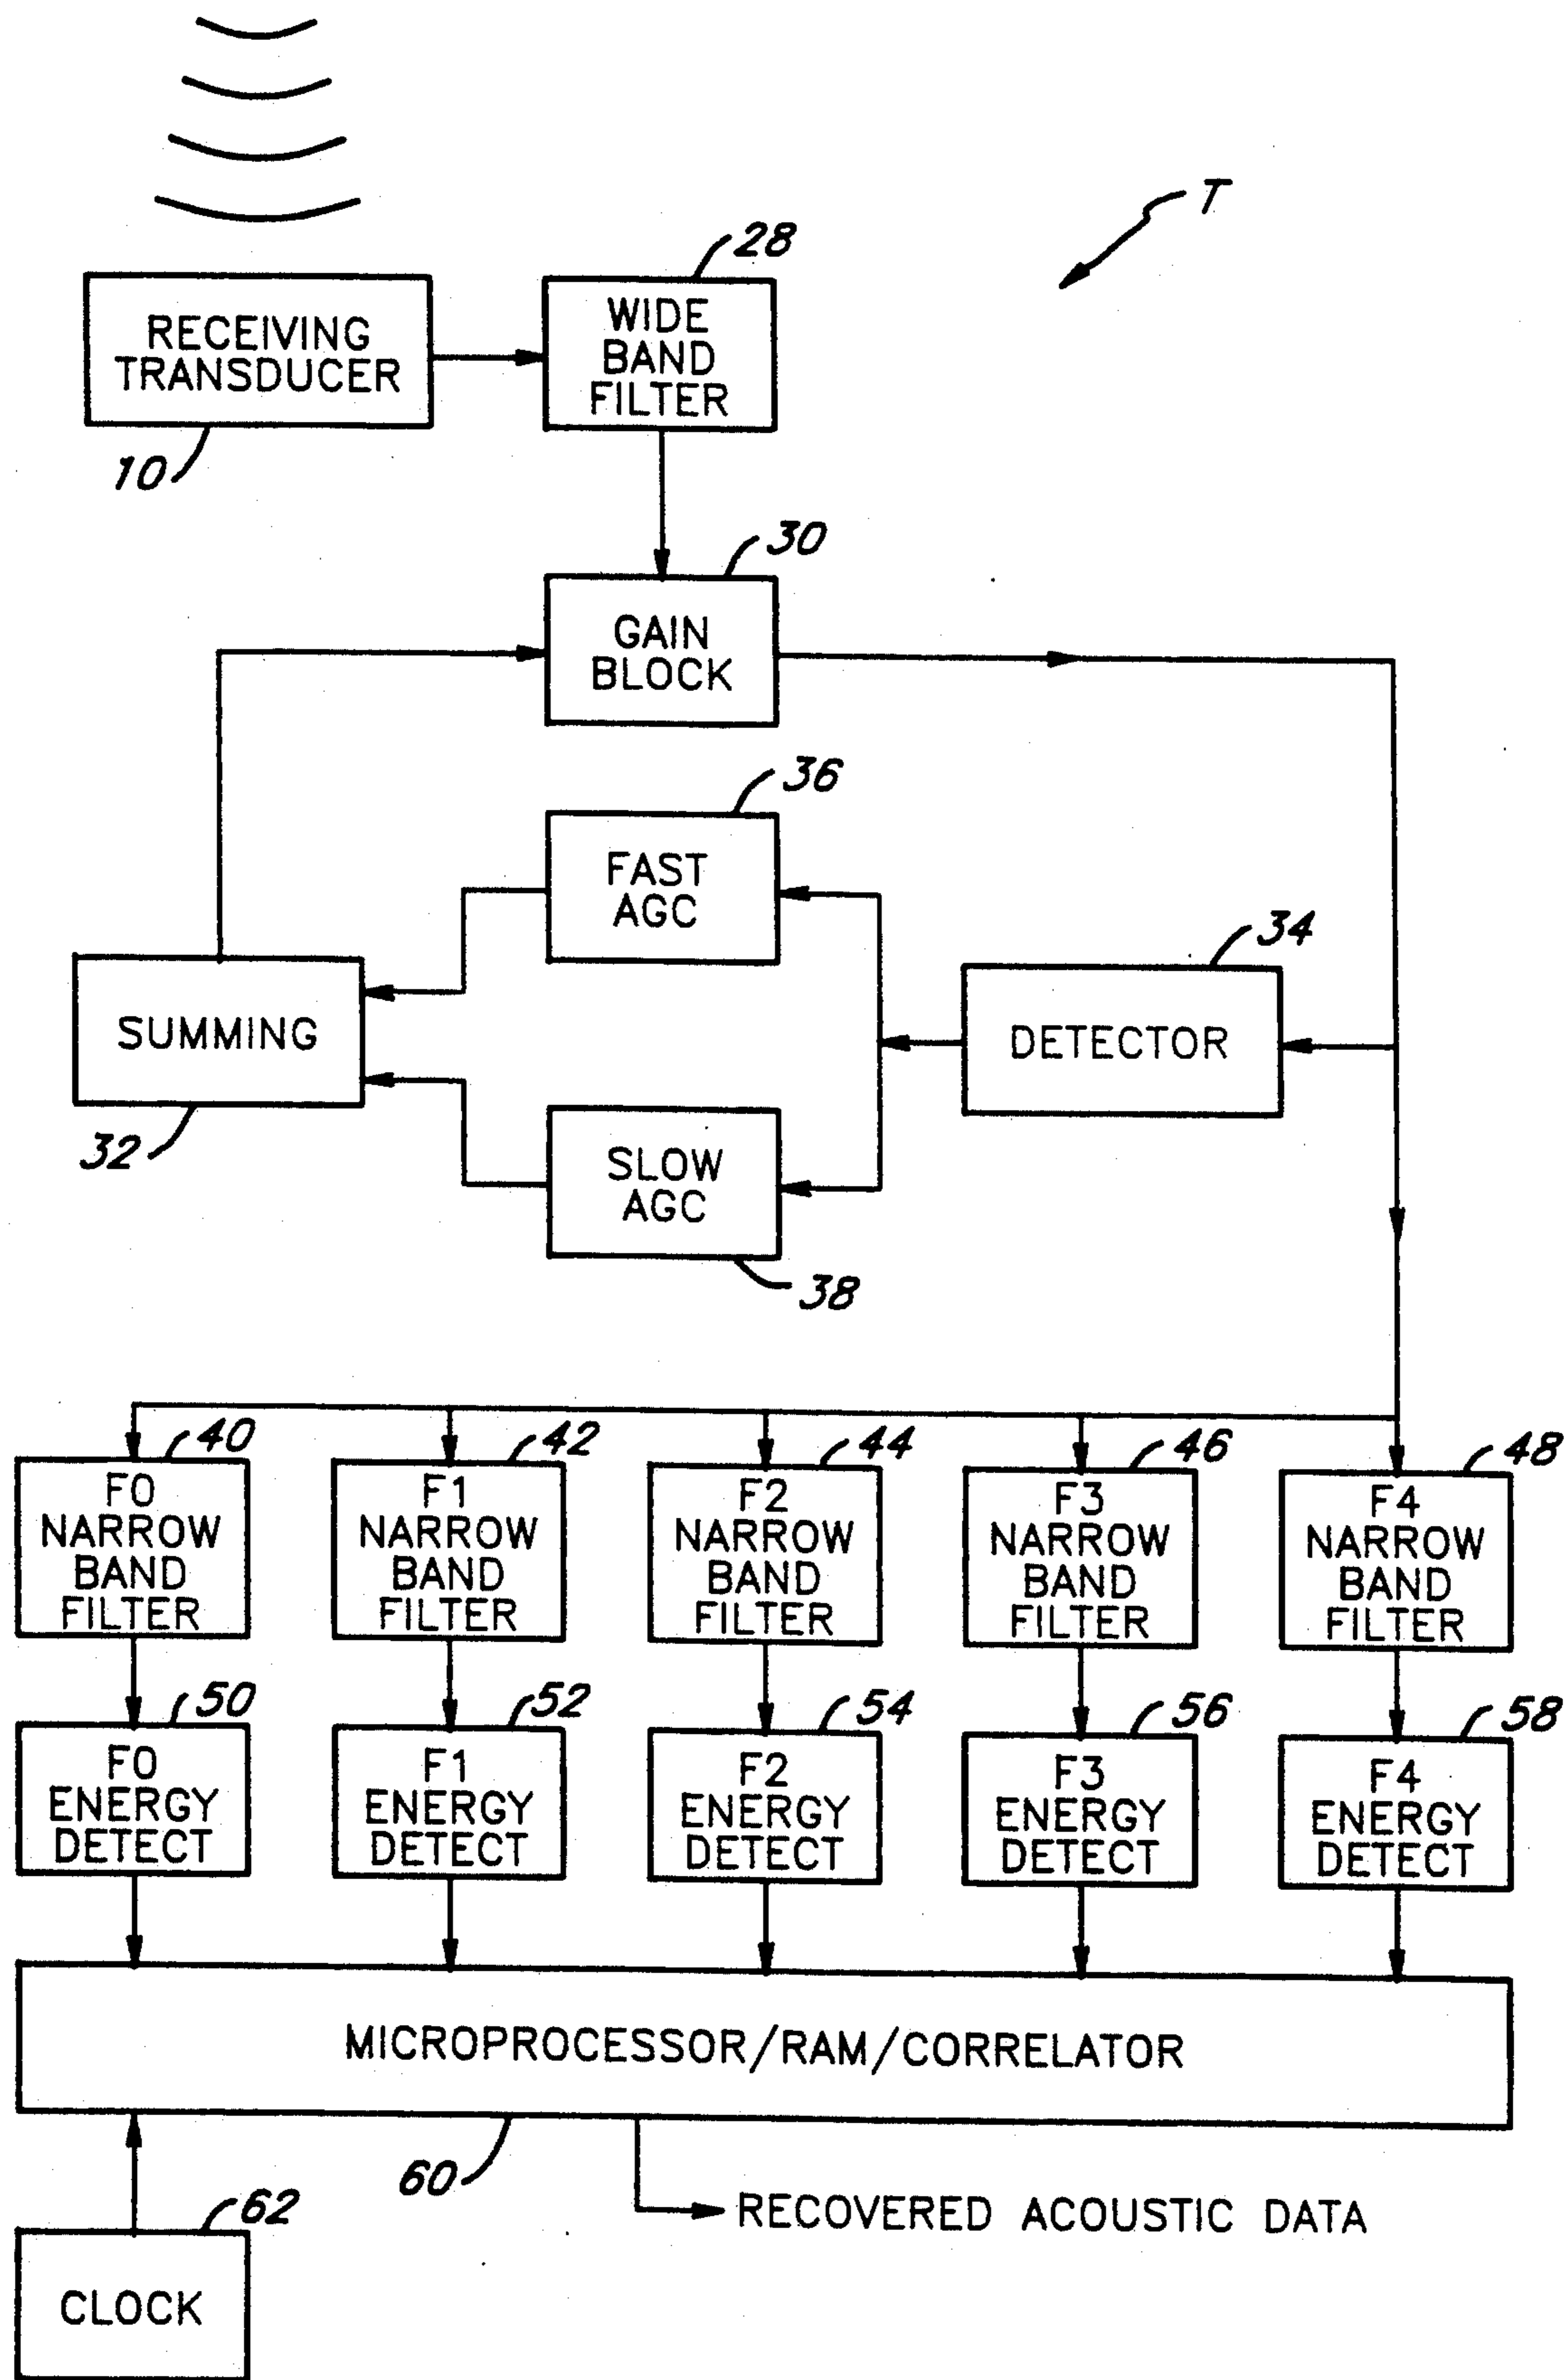 T
28
RECEIVING
TRANSDUCER
10
WIDE
BAND
FILTER
30
GAIN
BLOCK
36
FAST
AGC
34
DETECTOR
SUMMING
32
SLOW
AGC
38
40
F0
NARROW
BAND
FILTER
42
F1
NARROW
BAND
FILTER
44
F2
NARROW
BAND
FILTER
46
F3
NARROW
BAND
FILTER
48
F4
NARROW
BAND
FILTER
50
F0
ENERGY
DETECT
52
F1
ENERGY
DETECT
54
F2
ENERGY
DETECT
56
F3
ENERGY
DETECT
58
F4
ENERGY
DETECT
MICROPROCESSOR/RAM/CORRELATOR
60
RECOVERED ACOUSTIC DATA
62
CLOCK